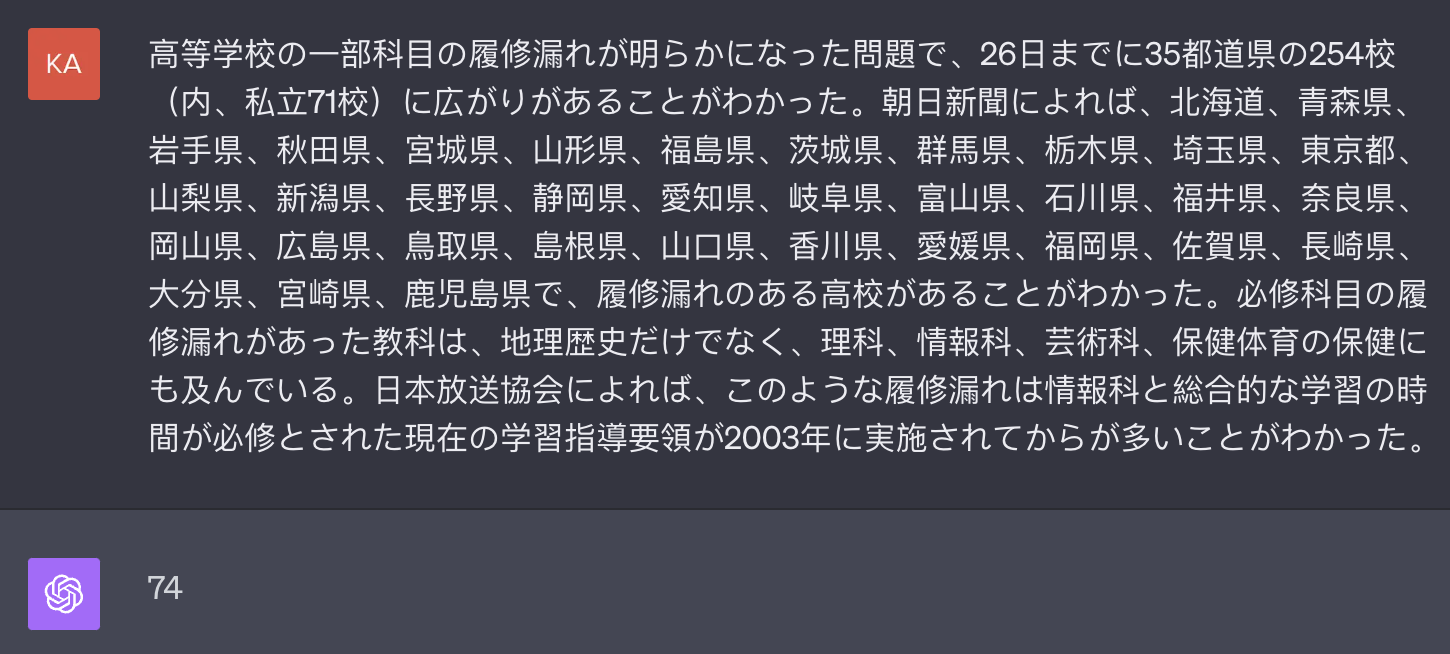 KA
高等学校の一部科目の履修漏れが明らかになった問題で、26日までに35都道県の254校
（内、私立71校）に広がりがあることがわかった。朝日新聞によれば、北海道、青森県、
岩手県、秋田県、宮城県、山形県、福島県、茨城県、群馬県、栃木県、埼玉県、東京都、
山梨県、新潟県、長野県、静岡県、愛知県、岐阜県、富山県、石川県、福井県、奈良県、
岡山県、広島県、鳥取県、島根県、山口県、香川県、愛媛県、福岡県、佐賀県、長崎県、
大分県、宮崎県、鹿児島県で、履修漏れのある高校があることがわかった。必修科目の履
修漏れがあった教科は、地理歴史だけでなく、理科、情報科、芸術科、保健体育の保健に
も及んでいる。日本放送協会によれば、このような履修漏れは情報科と総合的な学習の時
間が必修とされた現在の学習指導要領が2003年に実施されてからが多いことがわかった。
74